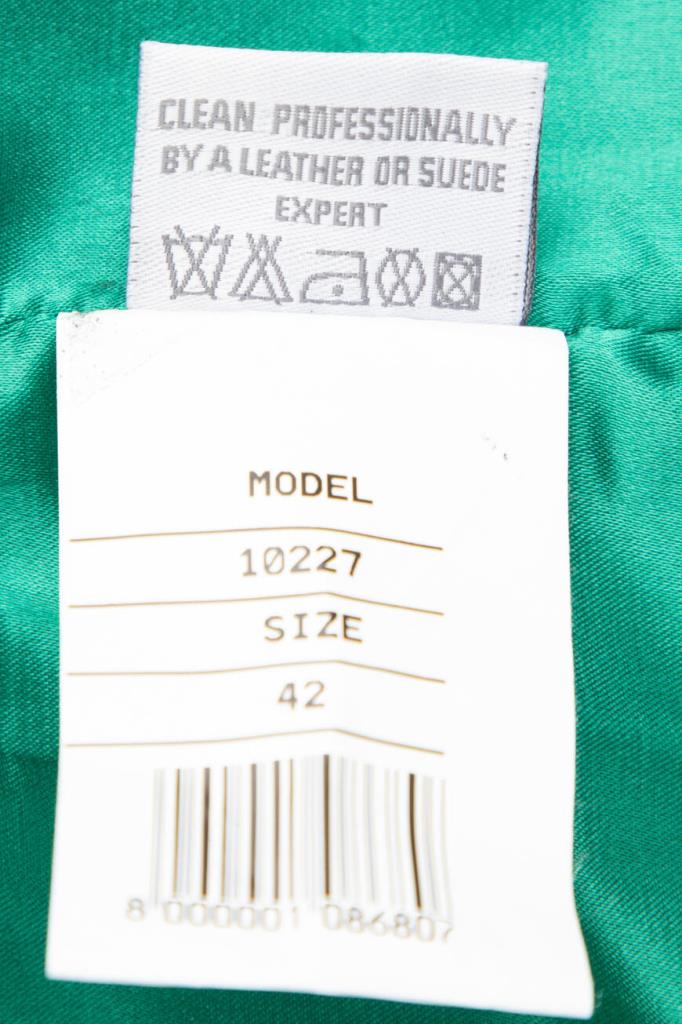 CLEAN PROFESSIONALLY
BY A LEATHER OR SUEDE
EXPERT
MODEL
10227
SIZE
42
8 000001 086807